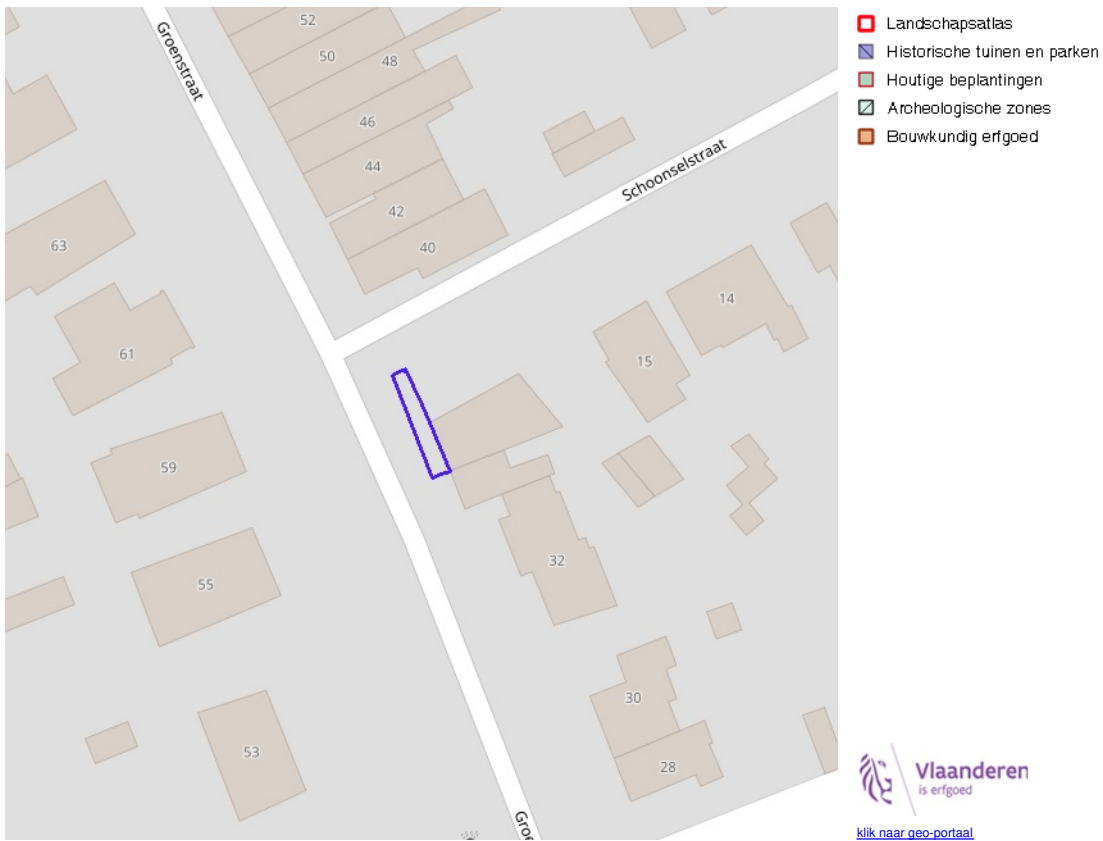 52
50
48
46
44
42
40
Groenstraat
Schoonselstraat
63
61
59
55
53
14
15
32
30
28
Groe
Landschapsatlas
Historische tuinen en parken
Houtige beplantingen
Archeologische zones
Bouwkundig erfgoed
Vlaanderen
is erfgoed
klik naar geo-portaal